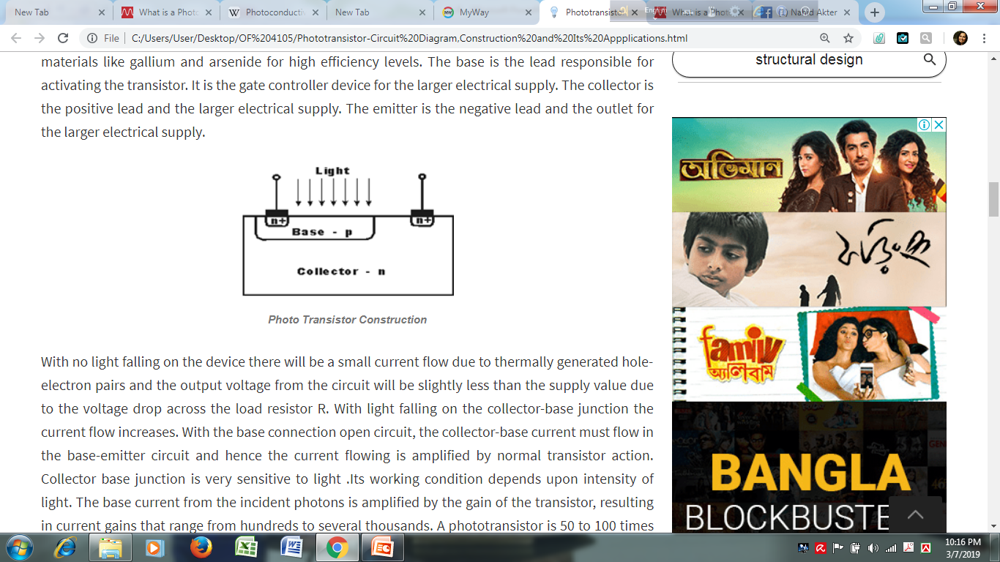 New Tab
What is a Phot
Photoconducti
New Tab
MyWay
Phototransist
English
What is a Phot
(1) Nahid Akter
File | C:/Users/User/Desktop/OF%204105/Phototransistor-Circuit%20Diagram,Construction%20and%20Its%20Appplications.html
materials like gallium and arsenide for high efficiency levels. The base is the lead responsible for
activating the transistor. It is the gate controller device for the larger electrical supply. The collector is
the positive lead and the larger electrical supply. The emitter is the negative lead and the outlet for
the larger electrical supply.
Light
n+
n+
Base - p
Collector - n
Photo Transistor Construction
With no light falling on the device there will be a small current flow due to thermally generated hole-
electron pairs and the output voltage from the circuit will be slightly less than the supply value due
to the voltage drop across the load resistor R. With light falling on the collector-base junction the
current flow increases. With the base connection open circuit, the collector-base current must flow in
the base-emitter circuit and hence the current flowing is amplified by normal transistor action.
Collector base junction is very sensitive to light .Its working condition depends upon intensity of
light. The base current from the incident photons is amplified by the gain of the transistor, resulting
in current gains that range from hundreds to several thousands. A phototransistor is 50 to 100 times
structural design
অভিমান
ফড়িং
family
অ্যালবাম
BANGLA
BLOCKBUSTE
10:16 PM
3/7/2019